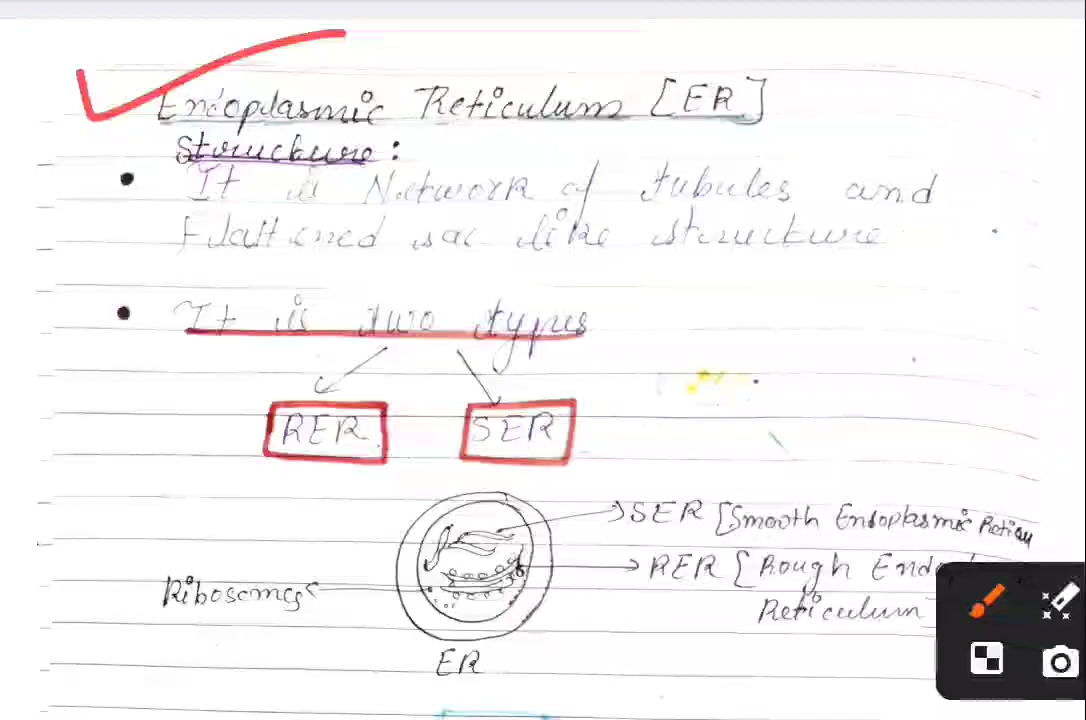 Endoplasmic Reticulum [ER]
Structure:
• It is Network of tubules and
Flattened sac like structure
• It is two types
RER SER
SER [Smooth Endoplasmic
RER [Rough
Reticulum
Ribosomes
ER